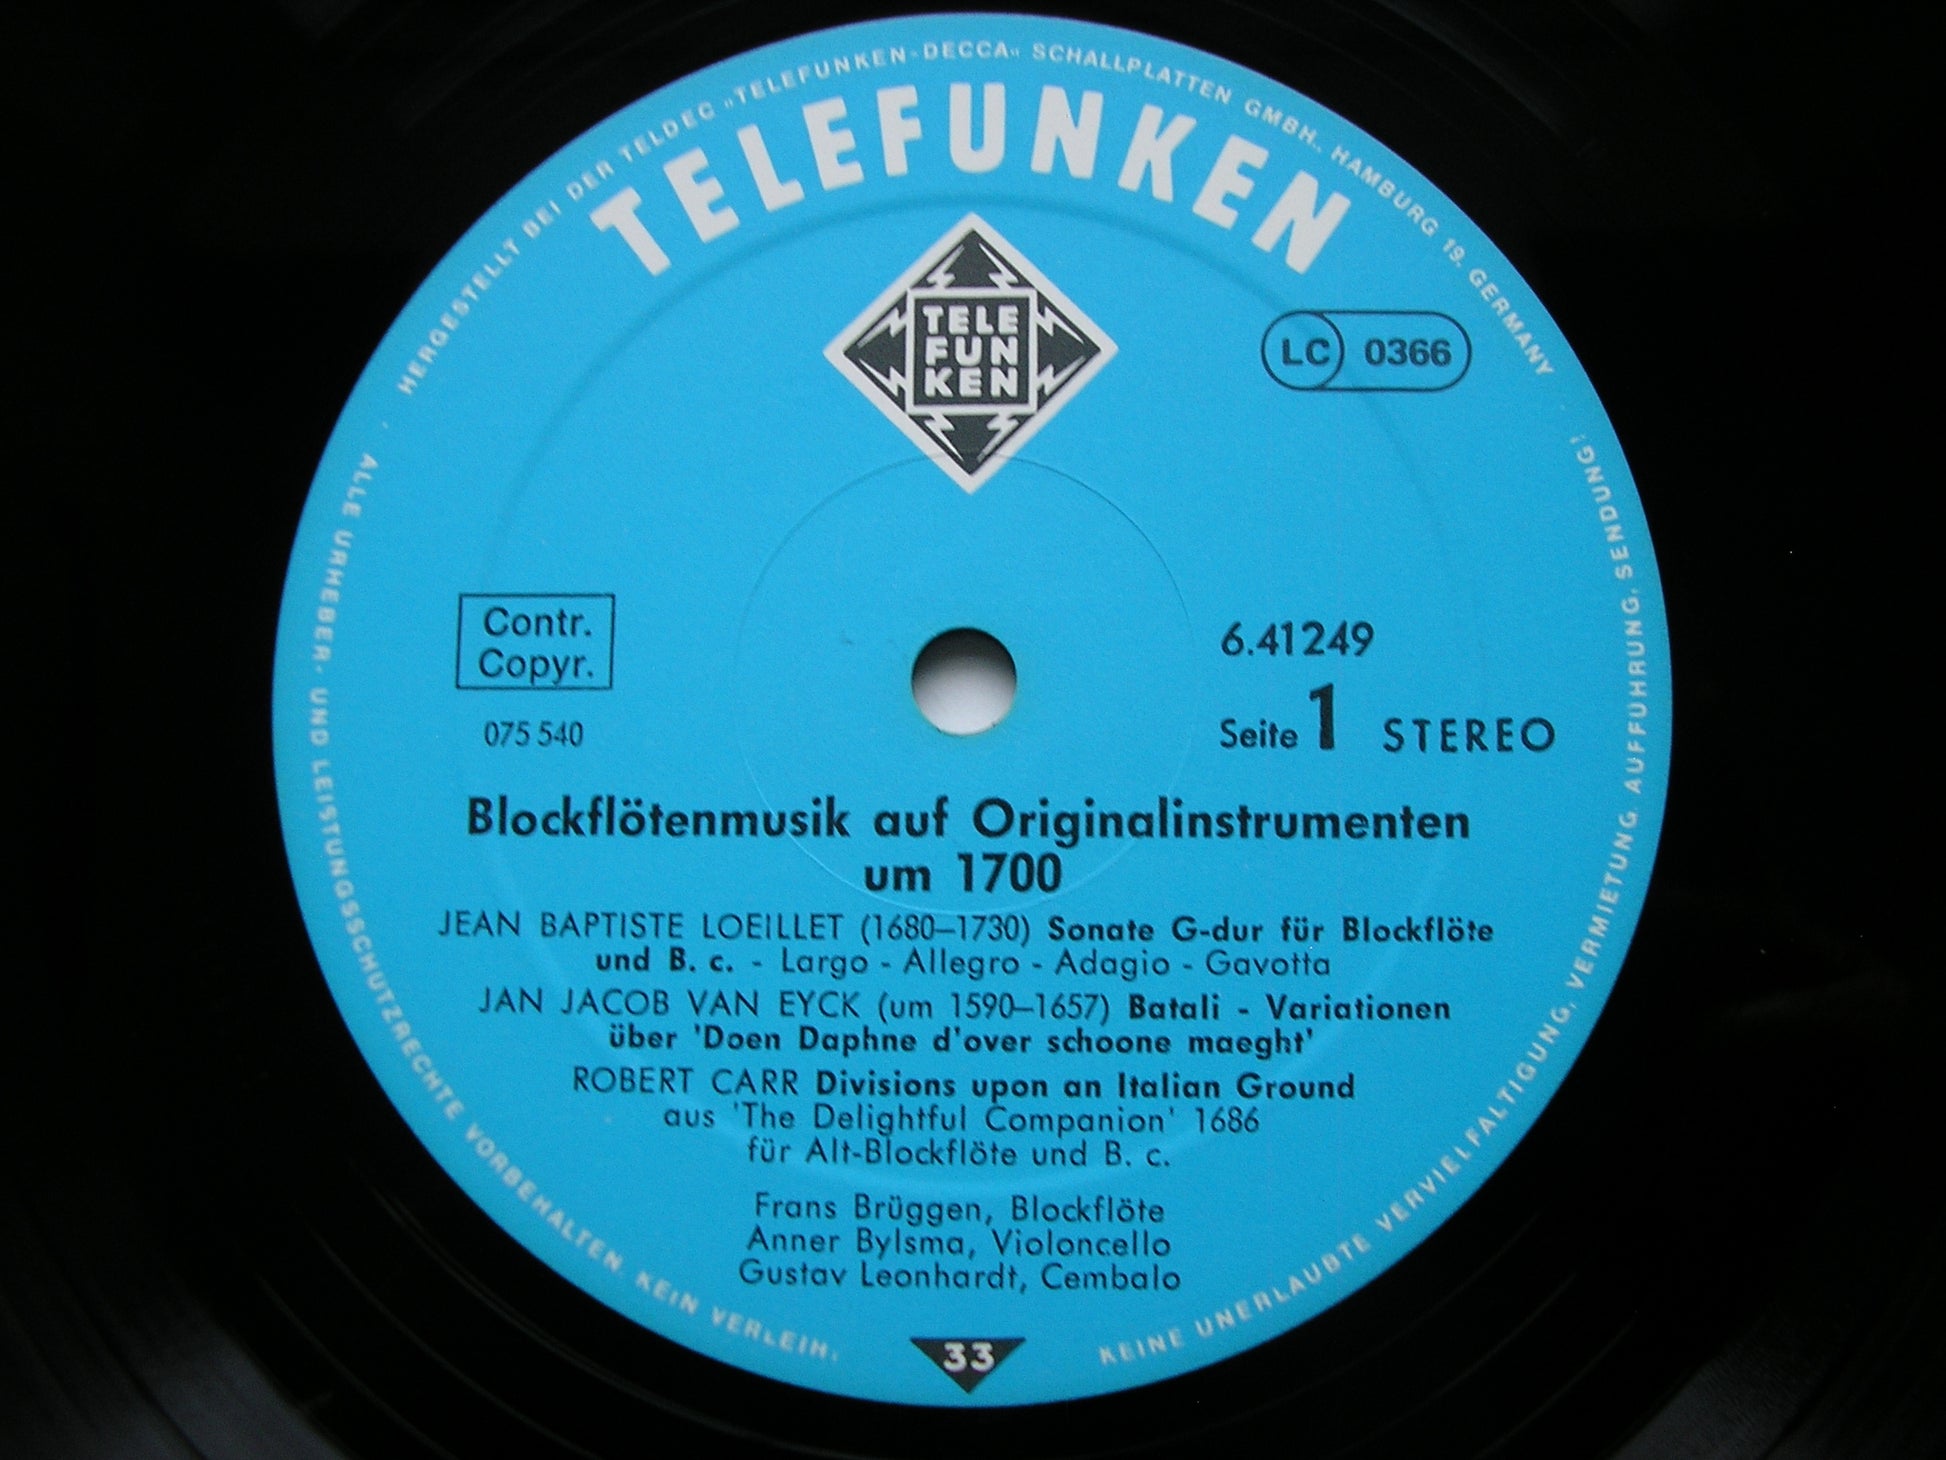 HERGESTELLT BEI DER TELDEC »TELEFUNKEN-DECCA« SCHALLPLATTEN GMBH., HAMBURG 19, GERMANY
TELEFUNKEN
TELE
FUN
KEN
LC 0366
Contr.
Copyr.
075 540
6.41249
Seite 1 STEREO
Blockflötenmusik auf Originalinstrumenten
um 1700
JEAN BAPTISTE LOEILLET (1680–1730) Sonate G-dur für Blockflöte
und B. c. - Largo - Allegro - Adagio - Gavotta
JAN JACOB VAN EYCK (um 1590–1657) Batali - Variationen
über 'Doen Daphne d'over schoone maeght'
ROBERT CARR Divisions upon an Italian Ground
aus 'The Delightful Companion' 1686
für Alt-Blockflöte und B. c.
Frans Brüggen, Blockflöte
Anner Bylsma, Violoncello
Gustav Leonhardt, Cembalo
33
ALLE URHEBER- UND LEISTUNGSSCHUTZRECHTE VORBEHALTEN. KEIN VERLEIH,
KEINE UNERLAUBTE VERVIELFALTIGUNG, VERMIETUNG, AUFFUHRUNG, SENDUNG!